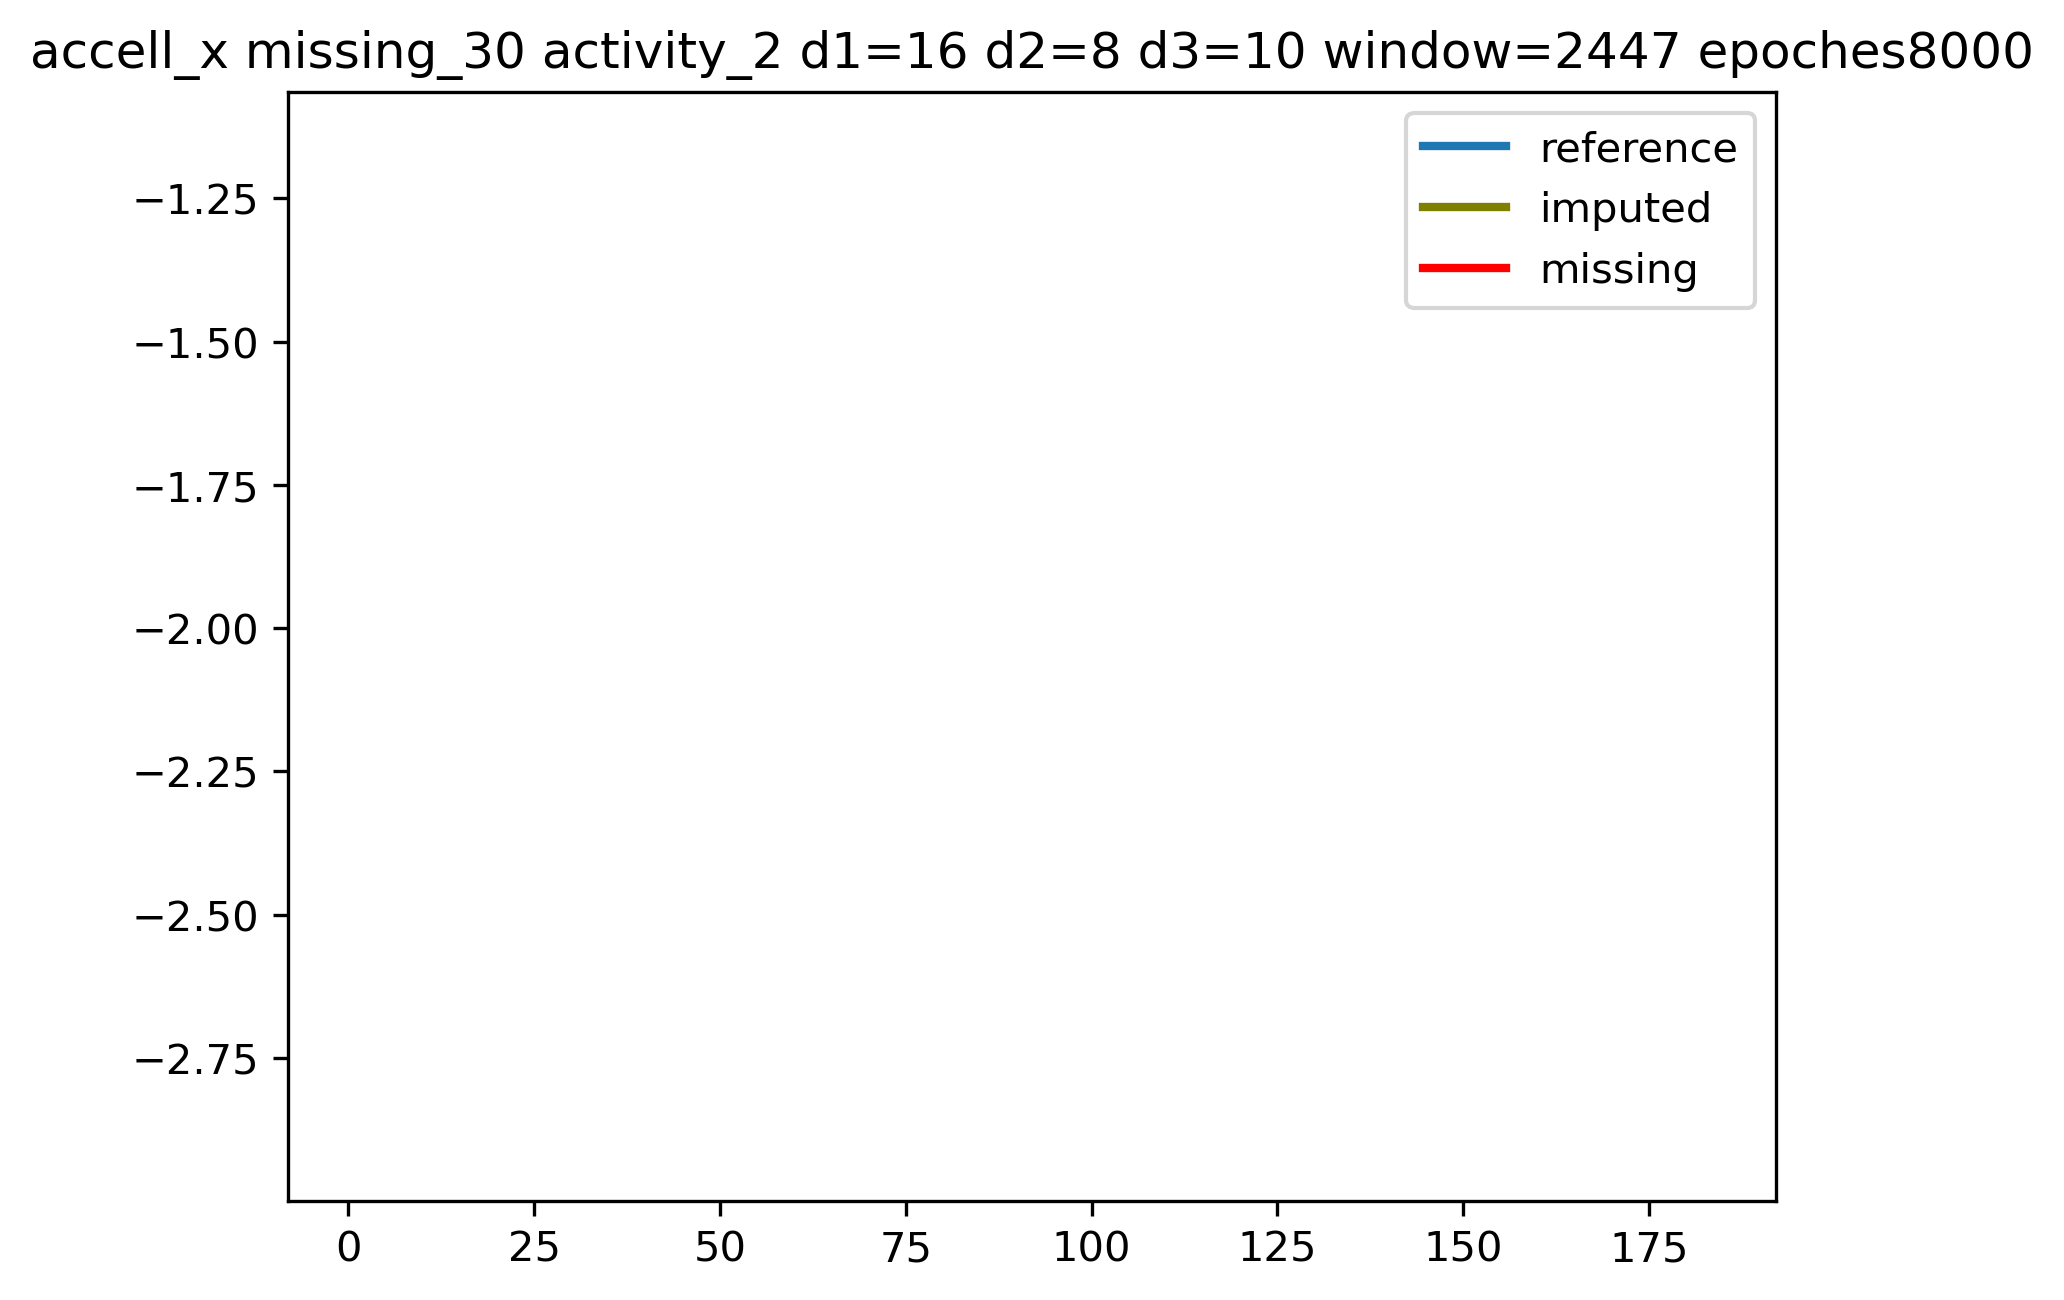 accell_x missing_30 activity_2 d1=16 d2=8 d3=10 window=2447 epoches8000
reference
imputed
missing
−1.25
−1.50
−1.75
−2.00
−2.25
−2.50
−2.75
0 25 50 75 100 125 150 175